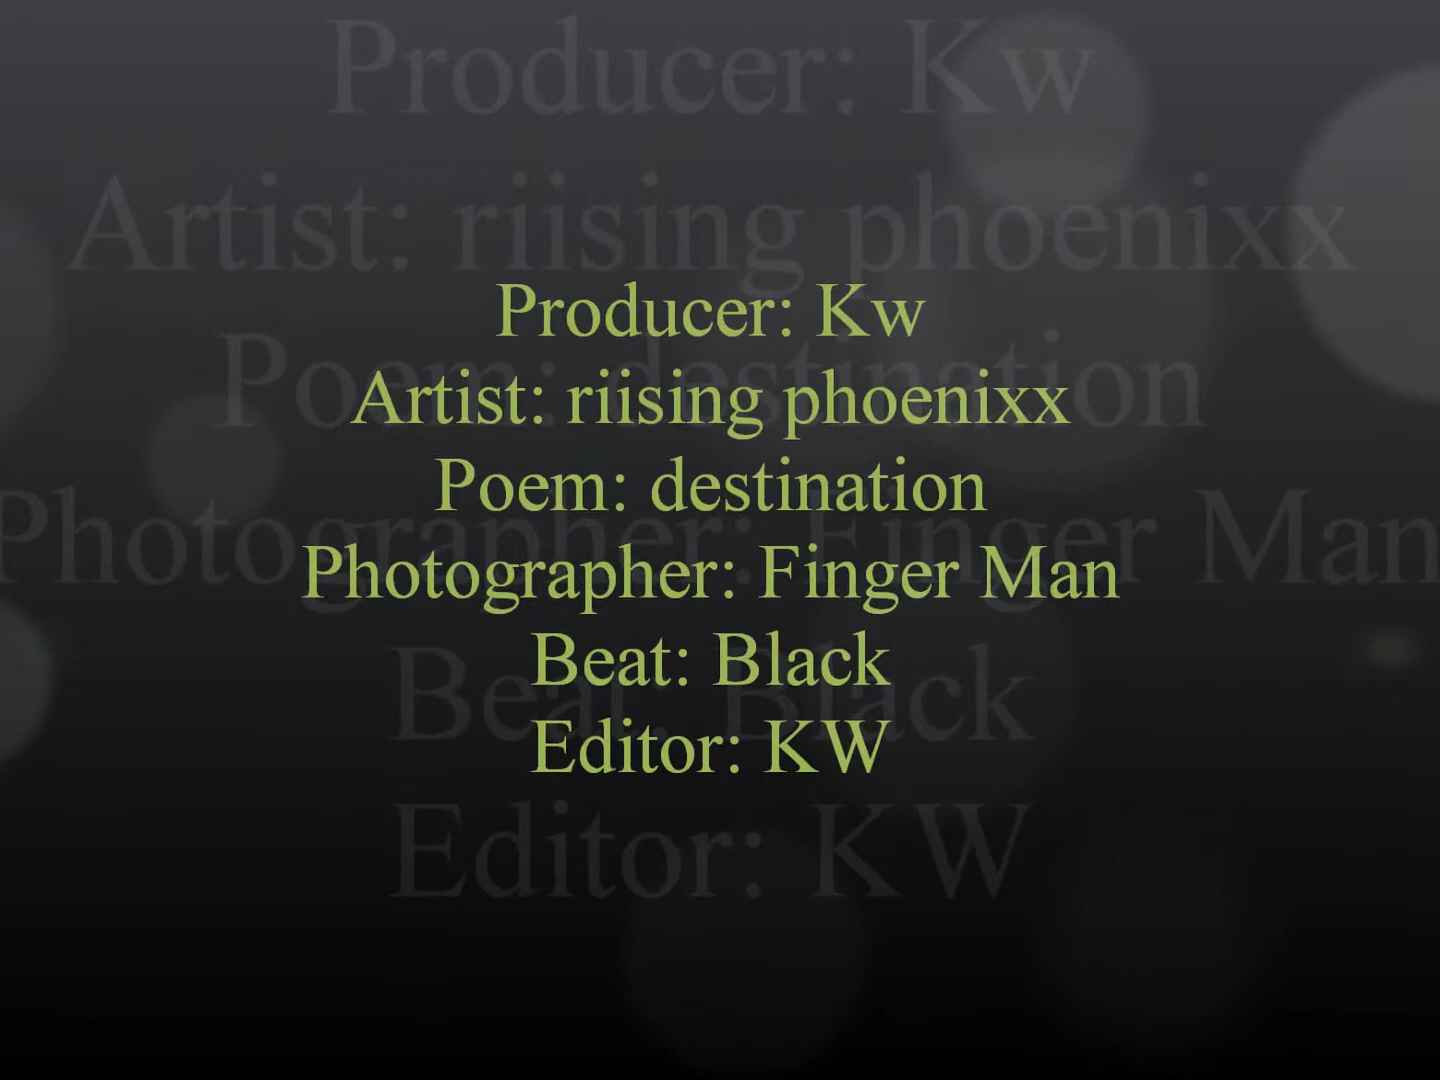 Producer: Kw
Artist: riising phoenixx
Poem: destination
Photographer: Finger Man
Beat: Black
Editor: KW